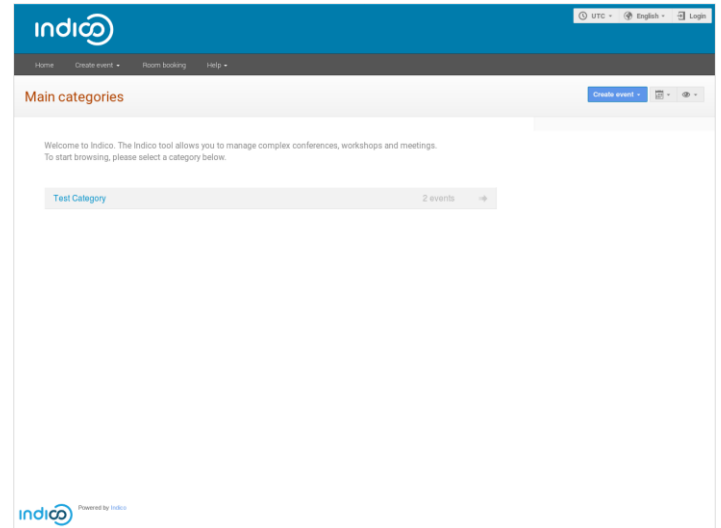 indico
UTC English Login
Home Create event Room booking Help
Main categories
Create event
Welcome to Indico. The Indico tool allows you to manage complex conferences, workshops and meetings.
To start browsing, please select a category below.
Test Category 2 events
indico Powered by Indico